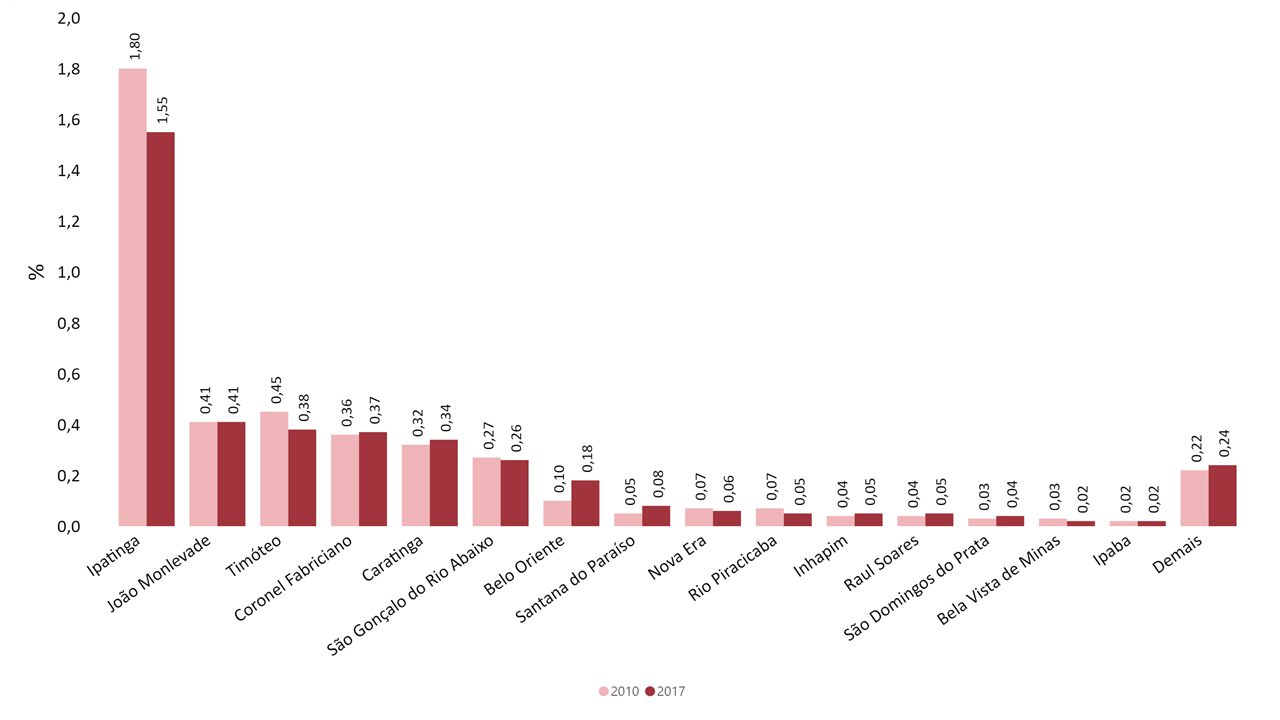 2,0
1,8
1,6
1,4
1,2
1,0
0,8
0,6
0,4
0,2
0,0
%
1,80
1,55
0,41
0,41
0,45
0,38
0,36
0,37
0,32
0,34
0,27
0,26
0,10
0,18
0,05
0,08
0,07
0,06
0,07
0,05
0,04
0,05
0,04
0,05
0,03
0,04
0,03
0,02
0,02
0,02
0,22
0,24
Ipatinga
João Monlevade
Timóteo
Coronel Fabriciano
Caratinga
São Gonçalo do Rio Abaixo
Belo Oriente
Santana do Paraíso
Nova Era
Rio Piracicaba
Inhapim
Raul Soares
São Domingos do Prata
Bela Vista de Minas
Ipaba
Demais
2010 2017